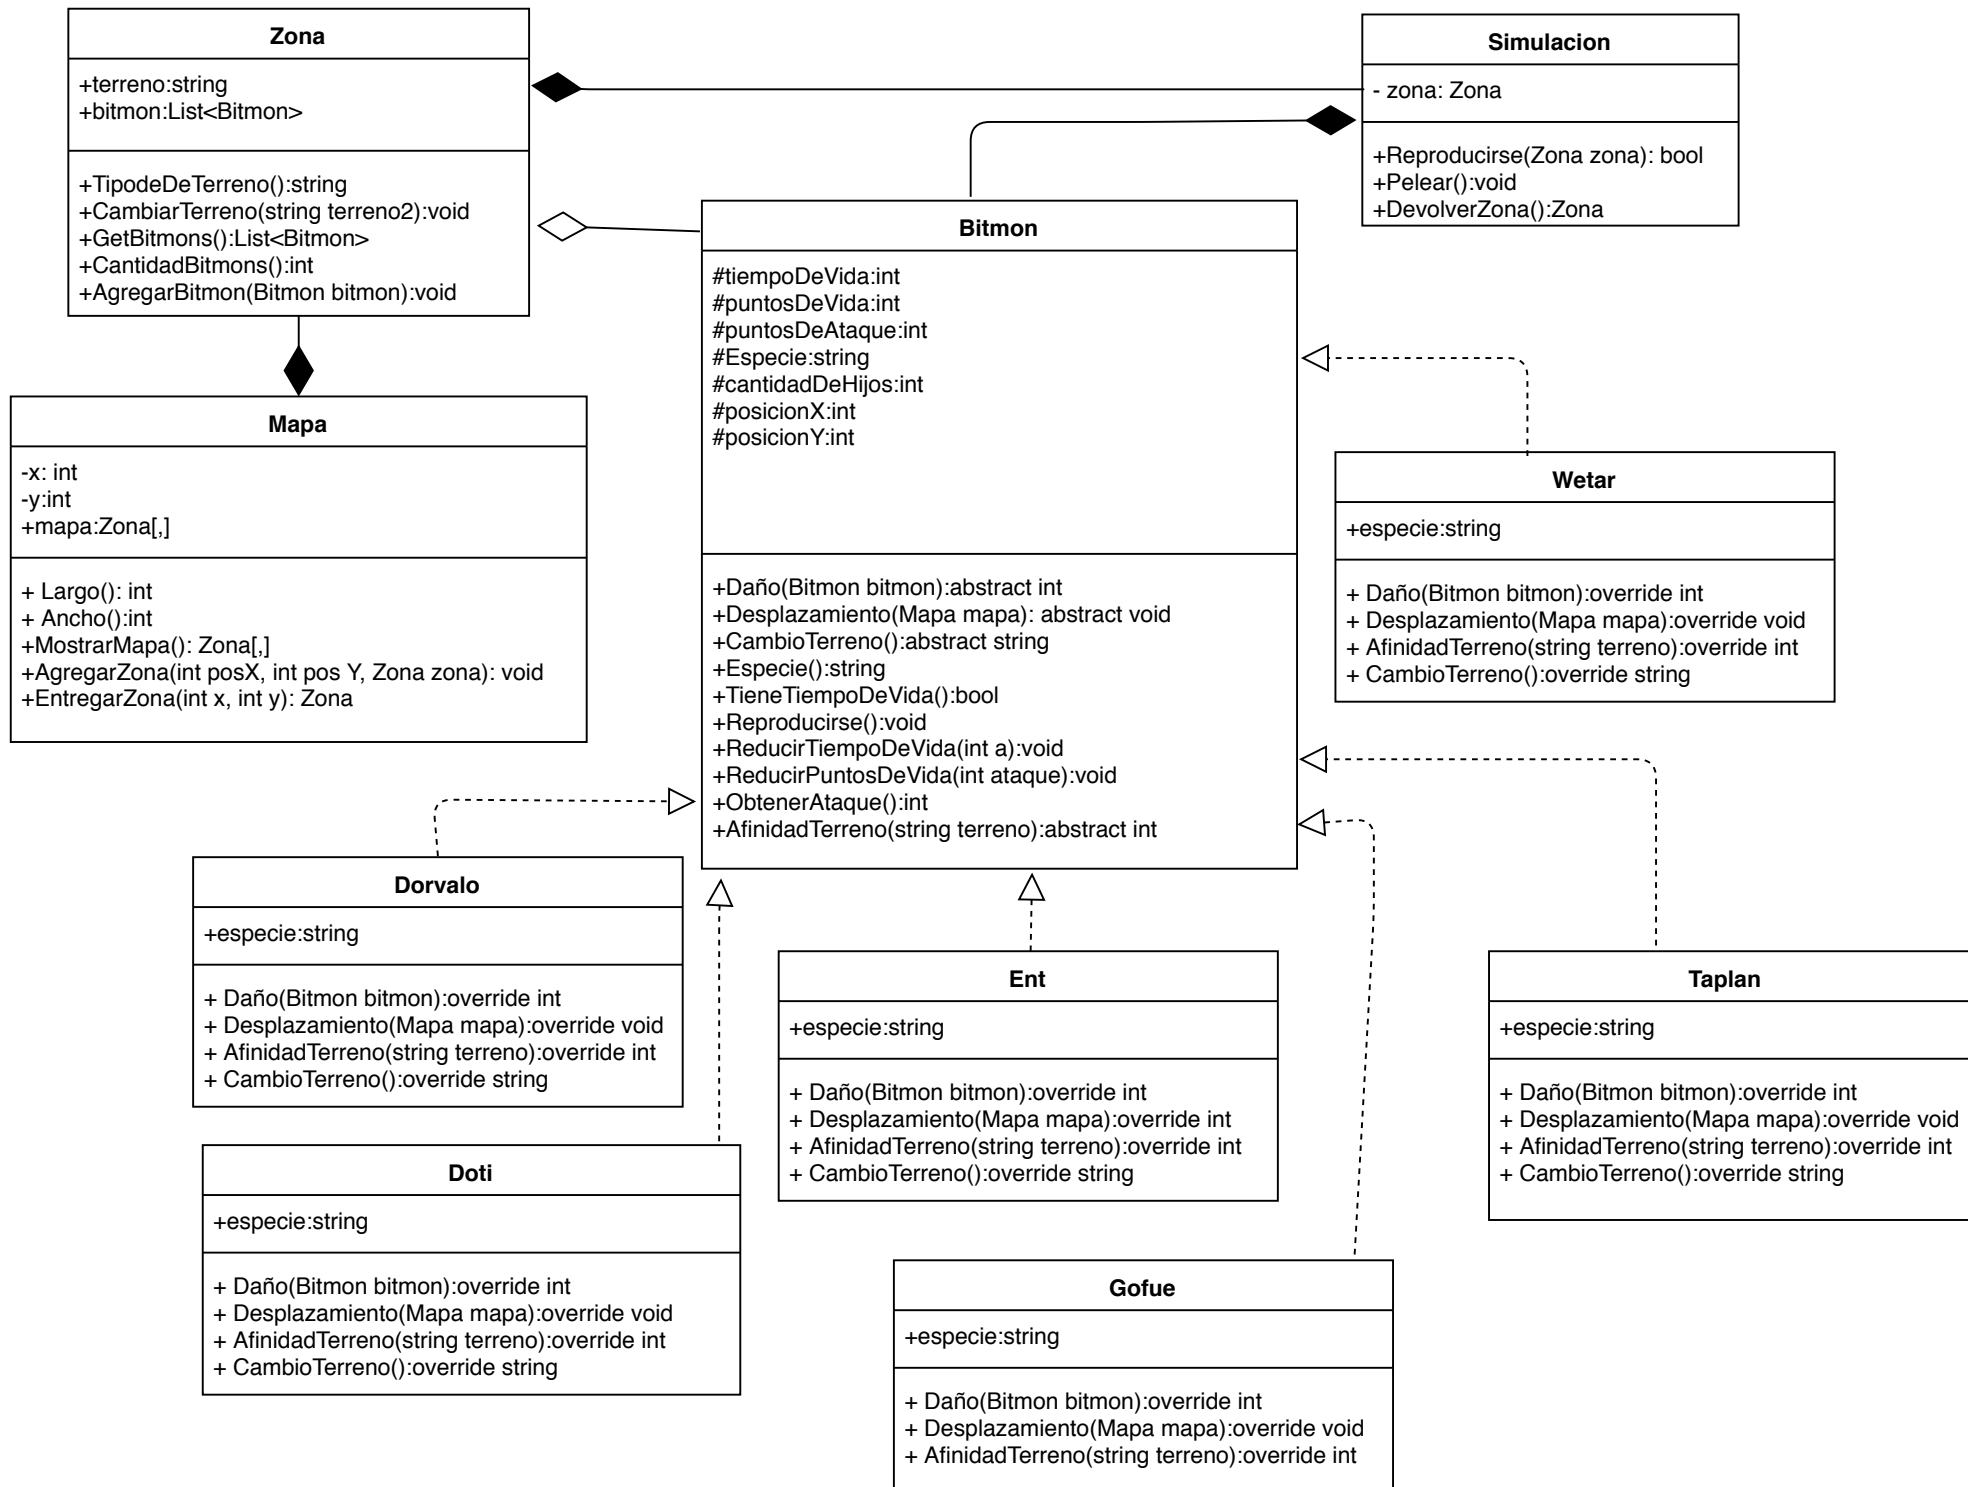 Zona
+terreno:string
+bitmon:List<Bitmon>
+TipodeDeTerreno():string
+CambiarTerreno(string terreno2):void
+GetBitmons():List<Bitmon>
+CantidadBitmons():int
+AgregarBitmon(Bitmon bitmon):void
Simulacion
- zona: Zona
+Reproducirse(Zona zona): bool
+Pelear():void
+DevolverZona():Zona
Bitmon
#tiempoDeVida:int
#puntosDeVida:int
#puntosDeAtaque:int
#Especie:string
#cantidadDeHijos:int
#posicionX:int
#posicionY:int
+Daño(Bitmon bitmon):abstract int
+Desplazamiento(Mapa mapa): abstract void
+CambioTerreno():abstract string
+Especie():string
+TieneTiempoDeVida():bool
+Reproducirse():void
+ReducirTiempoDeVida(int a):void
+ReducirPuntosDeVida(int ataque):void
+ObtenerAtaque():int
+AfinidadTerreno(string terreno):abstract int
Mapa
-x: int
-y:int
+mapa:Zona[,]
+ Largo(): int
+ Ancho():int
+MostrarMapa(): Zona[,]
+AgregarZona(int posX, int pos Y, Zona zona): void
+EntregarZona(int x, int y): Zona
Wetar
+especie:string
+ Daño(Bitmon bitmon):override int
+ Desplazamiento(Mapa mapa):override void
+ AfinidadTerreno(string terreno):override int
+ CambioTerreno():override string
Dorvalo
+especie:string
+ Daño(Bitmon bitmon):override int
+ Desplazamiento(Mapa mapa):override void
+ AfinidadTerreno(string terreno):override int
+ CambioTerreno():override string
Ent
+especie:string
+ Daño(Bitmon bitmon):override int
+ Desplazamiento(Mapa mapa):override int
+ AfinidadTerreno(string terreno):override int
+ CambioTerreno():override string
Taplan
+especie:string
+ Daño(Bitmon bitmon):override int
+ Desplazamiento(Mapa mapa):override void
+ AfinidadTerreno(string terreno):override int
+ CambioTerreno():override string
Doti
+especie:string
+ Daño(Bitmon bitmon):override int
+ Desplazamiento(Mapa mapa):override void
+ AfinidadTerreno(string terreno):override int
+ CambioTerreno():override string
Gofue
+especie:string
+ Daño(Bitmon bitmon):override int
+ Desplazamiento(Mapa mapa):override void
+ AfinidadTerreno(string terreno):override int